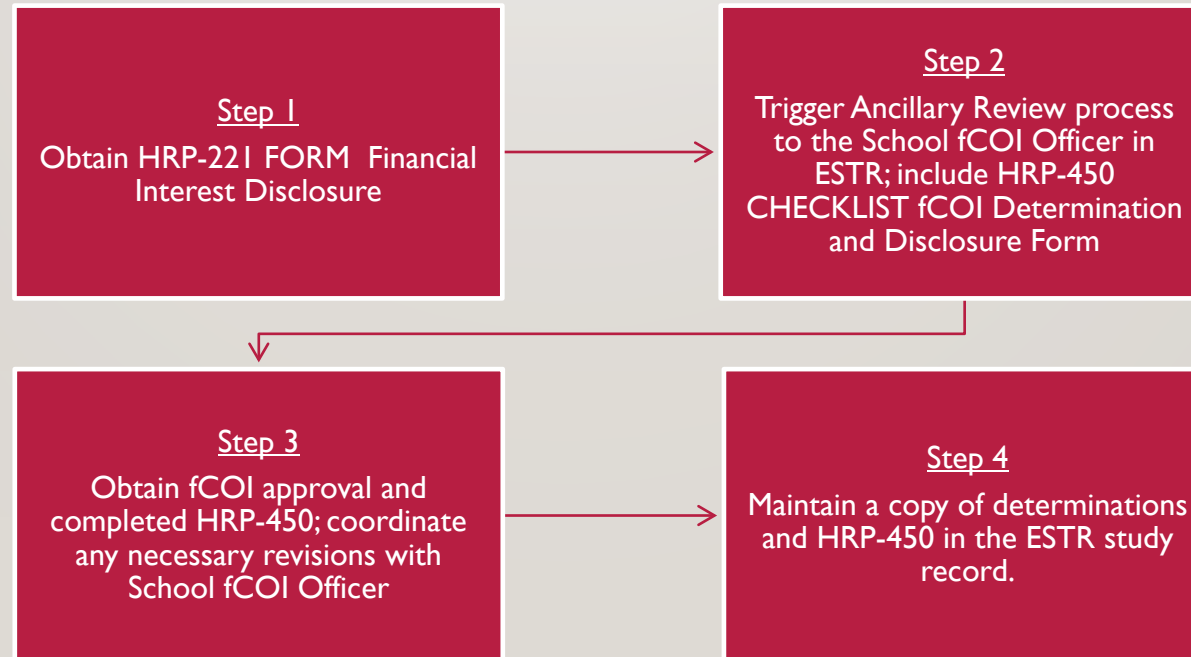 Step 1
Obtain HRP-221 FORM  Financial
Interest Disclosure
Step 2
Trigger Ancillary Review process
to the School fCOI Officer in
ESTR; include HRP-450
CHECKLIST fCOI Determination
and Disclosure Form
Step 3
Obtain fCOI approval and
completed HRP-450; coordinate
any necessary revisions with
School fCOI Officer
Step 4
Maintain a copy of determinations
and HRP-450 in the ESTR study
record.